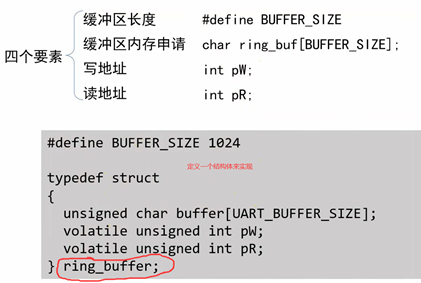 四个要素
缓冲区长度 #define BUFFER_SIZE
缓冲区内存申请 char ring_buf[BUFFER_SIZE];
写地址 int pW;
读地址 int pR;
#define BUFFER_SIZE 1024
定义一个结构体来实现
typedef struct
{
unsigned char buffer[UART_BUFFER_SIZE];
volatile unsigned int pW;
volatile unsigned int pR;
} ring_buffer;